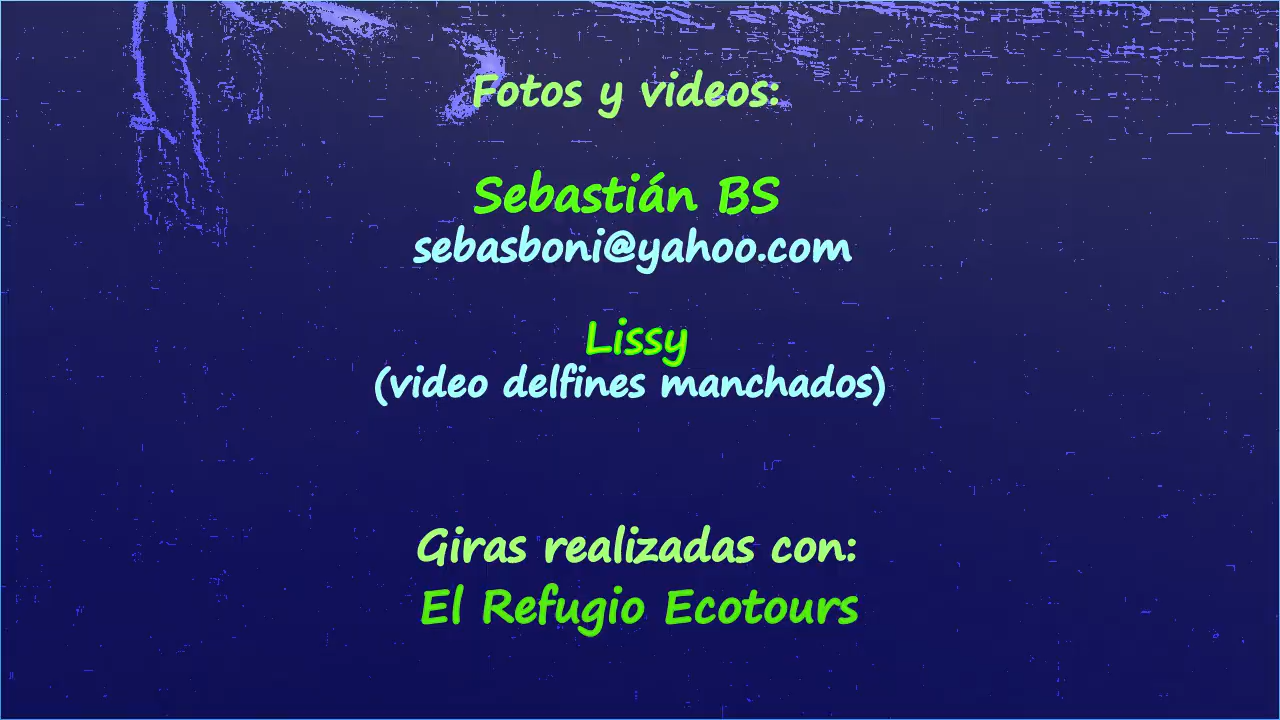 Fotos y videos:
Sebastián BS
sebasboni@yahoo.com
Lissy
(video delfines manchados)
Giras realizadas con:
El Refugio Ecotours